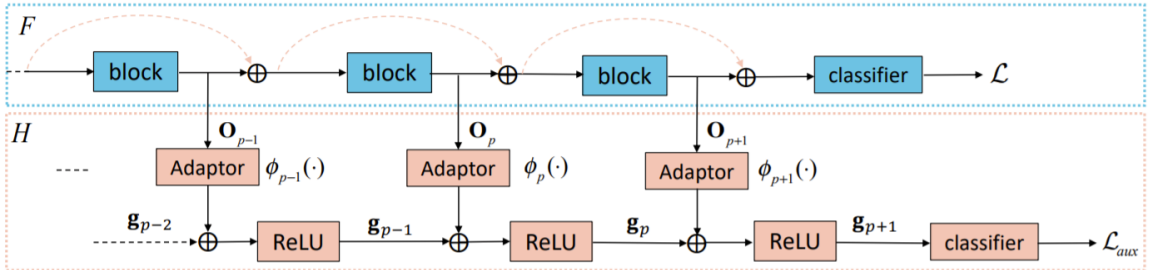 F
block block block classifier ℒ
H
O_{p-1} O_p O_{p+1}
Adaptor ϕ_{p-1}(·) Adaptor ϕ_p(·) Adaptor ϕ_{p+1}(·)
g_{p-2} g_{p-1} g_p g_{p+1}
ReLU ReLU ReLU classifier ℒ_{aux}